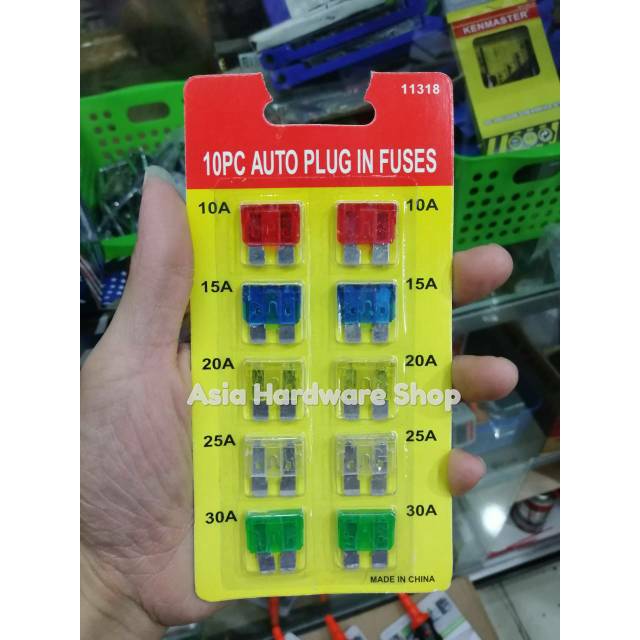 KENMASTER
11318
10PC AUTO PLUG IN FUSES
10A 10A
15A 15A
20A 20A
Asia Hardware Shop
25A 25A
30A 30A
MADE IN CHINA